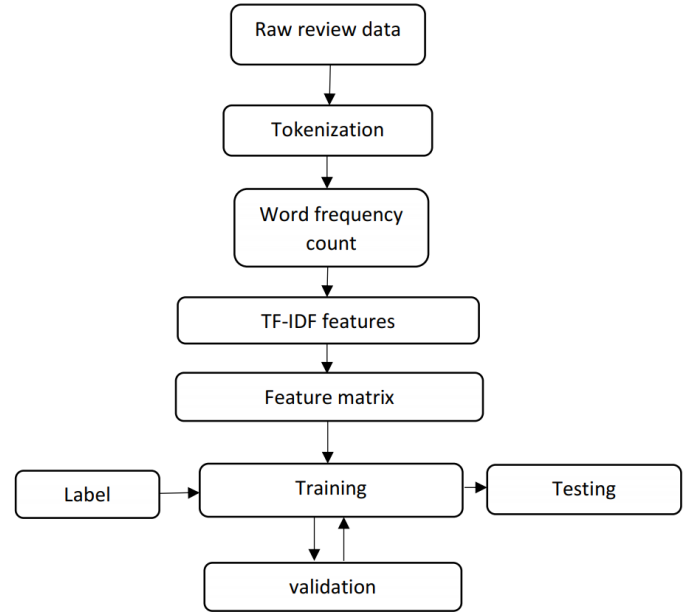 Raw review data
Tokenization
Word frequency
count
TF-IDF features
Feature matrix
Label
Training
Testing
validation